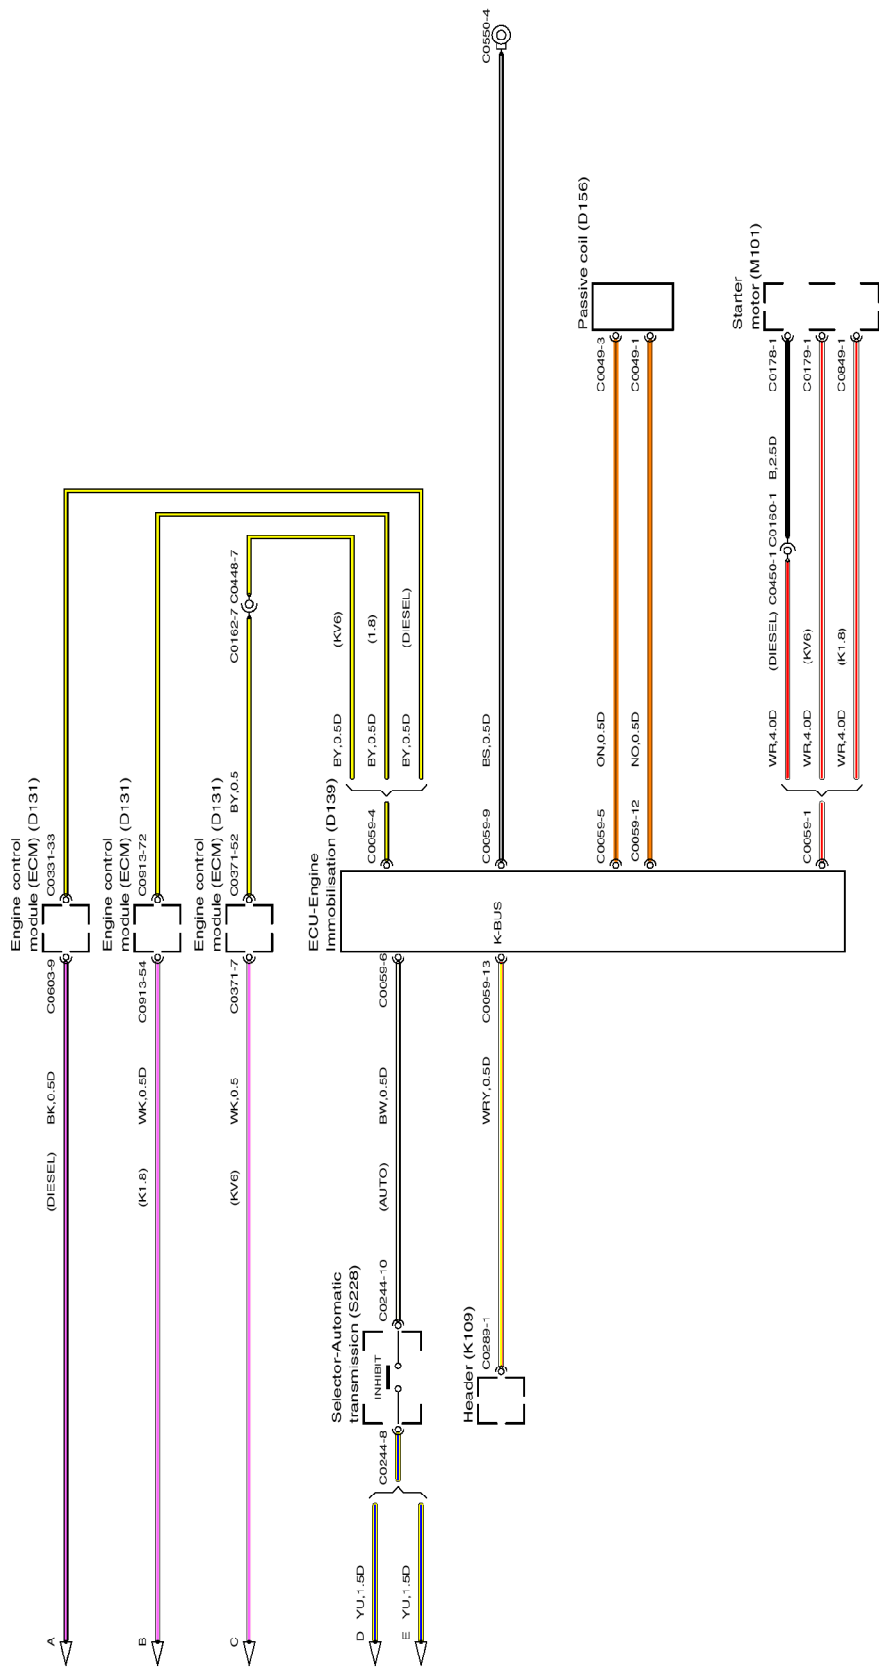 C0550-4
Passive coil (D156)
C0049-3
C0049-1
Starter
motor (M101)
C0178-1
C0179-1
C0849-1
B,2.5D
C0160-1
C0450-1
(DIESEL)
(KV6)
(K1.8)
WR,4.0D
WR,4.0D
WR,4.0D
C0059-1
C0448-7
C0162-7
(KV6)
(1.8)
(DIESEL)
BY,0.5D
BY,0.5D
BY,0.5D
BY,0.5
BS,0.5D
ON,0.5D
NO,0.5D
C0059-4
C0059-9
C0059-5
C0059-12
Engine control
module (ECM) (D131)
C0331-33
Engine control
module (ECM) (D131)
C0913-72
Engine control
module (ECM) (D131)
C0371-52
ECU-Engine
Immobilisation (D139)
K-BUS
C0603-9
C0913-54
C0371-7
C0059-6
C0059-13
BK,0.5D
WK,0.5D
WK,0.5
BW,0.5D
WRY,0.5D
(DIESEL)
(K1.8)
(KV6)
(AUTO)
Selector-Automatic
transmission (S228)
C0244-10
INHIBIT
C0244-8
Header (K109)
C0289-1
A
B
C
D YU,1.5D
E YU,1.5D